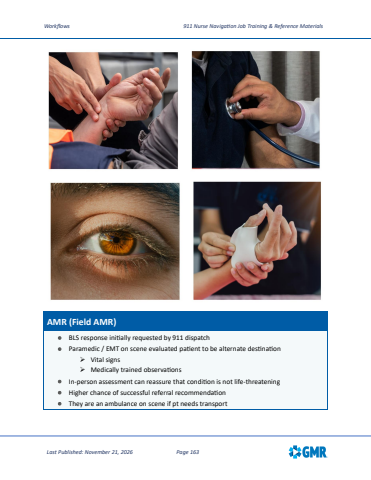 Workflows 911 Nurse Navigation Job Training & Reference Materials
AMR (Field AMR)
BLS response initially requested by 911 dispatch
Paramedic / EMT on scene evaluated patient to be alternate destination
Vital signs
Medically trained observations
In-person assessment can reassure that condition is not life-threatening
Higher chance of successful referral recommendation
They are an ambulance on scene if pt needs transport
Last Published: November 21, 2026 Page 163
GMR